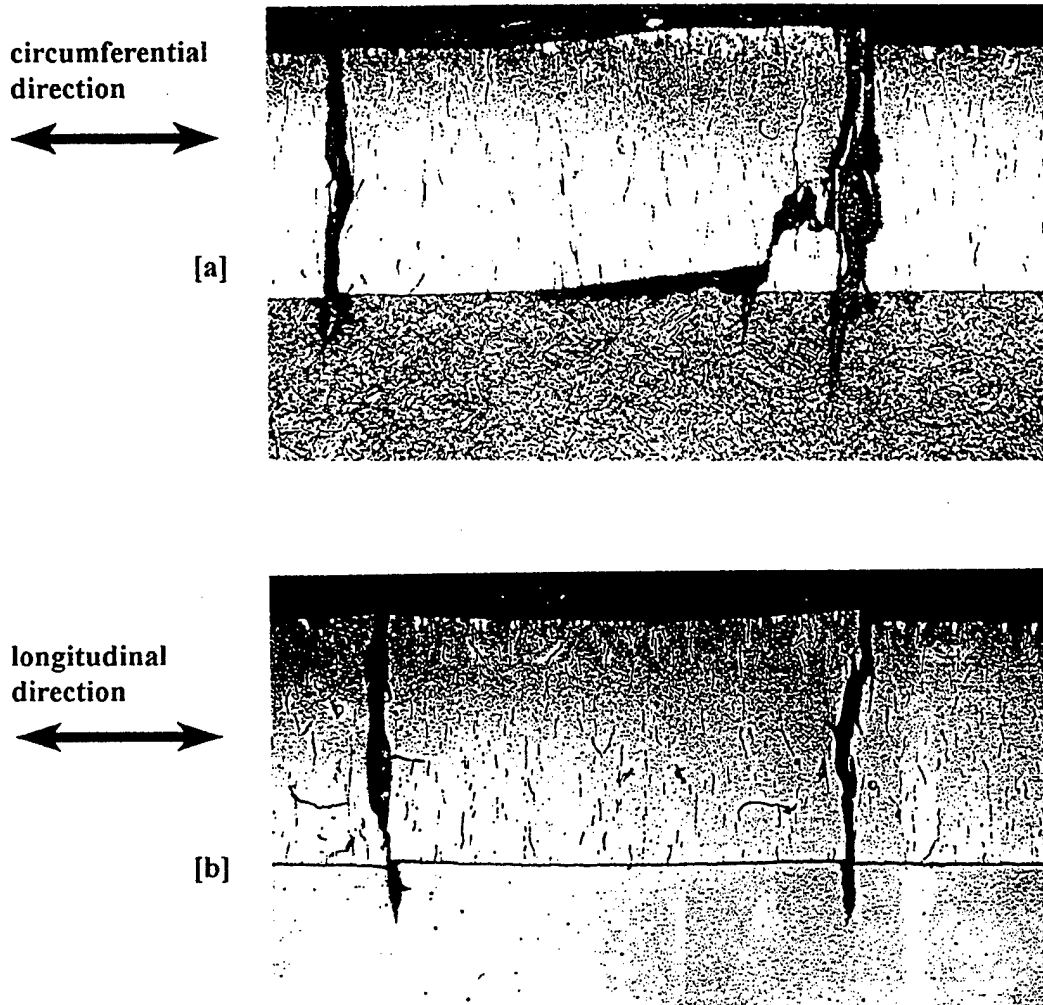 circumferential
direction
[a]
longitudinal
direction
[b]